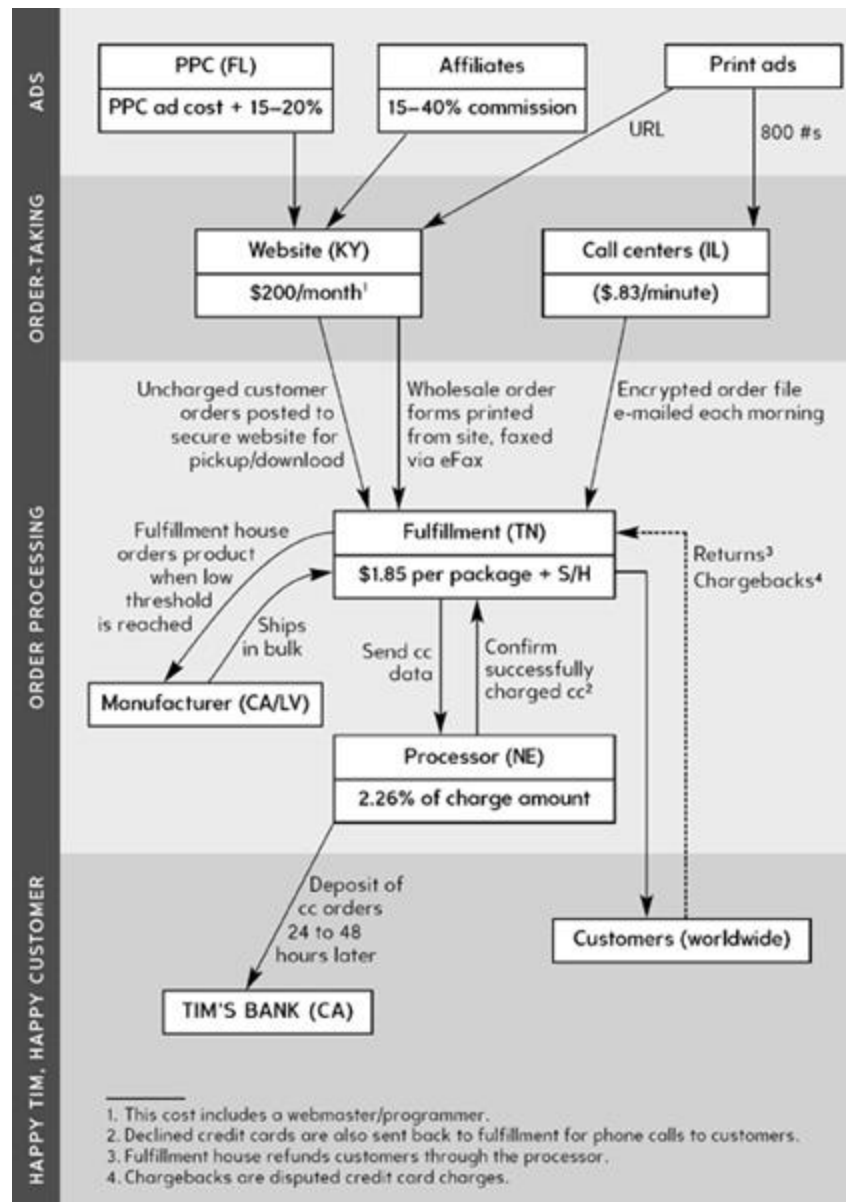 ADS
PPC (FL)
PPC ad cost + 15–20%
Affiliates
15–40% commission
Print ads
URL
800 #s
ORDER-TAKING
Website (KY)
$200/month¹
Call centers (IL)
($.83/minute)
Uncharged customer
orders posted to
secure website for
pickup/download
Wholesale order
forms printed
from site, faxed
via eFax
Encrypted order file
e-mailed each morning
ORDER PROCESSING
Fulfillment (TN)
$1.85 per package + S/H
Fulfillment house
orders product
when low
threshold
is reached
Ships
in bulk
Returns³
Chargebacks⁴
Manufacturer (CA/LV)
Send cc
data
Confirm
successfully
charged cc²
Processor (NE)
2.26% of charge amount
HAPPY TIM, HAPPY CUSTOMER
Deposit of
cc orders
24 to 48
hours later
Customers (worldwide)
TIM'S BANK (CA)
1. This cost includes a webmaster/programmer.
2. Declined credit cards are also sent back to fulfillment for phone calls to customers.
3. Fulfillment house refunds customers through the processor.
4. Chargebacks are disputed credit card charges.